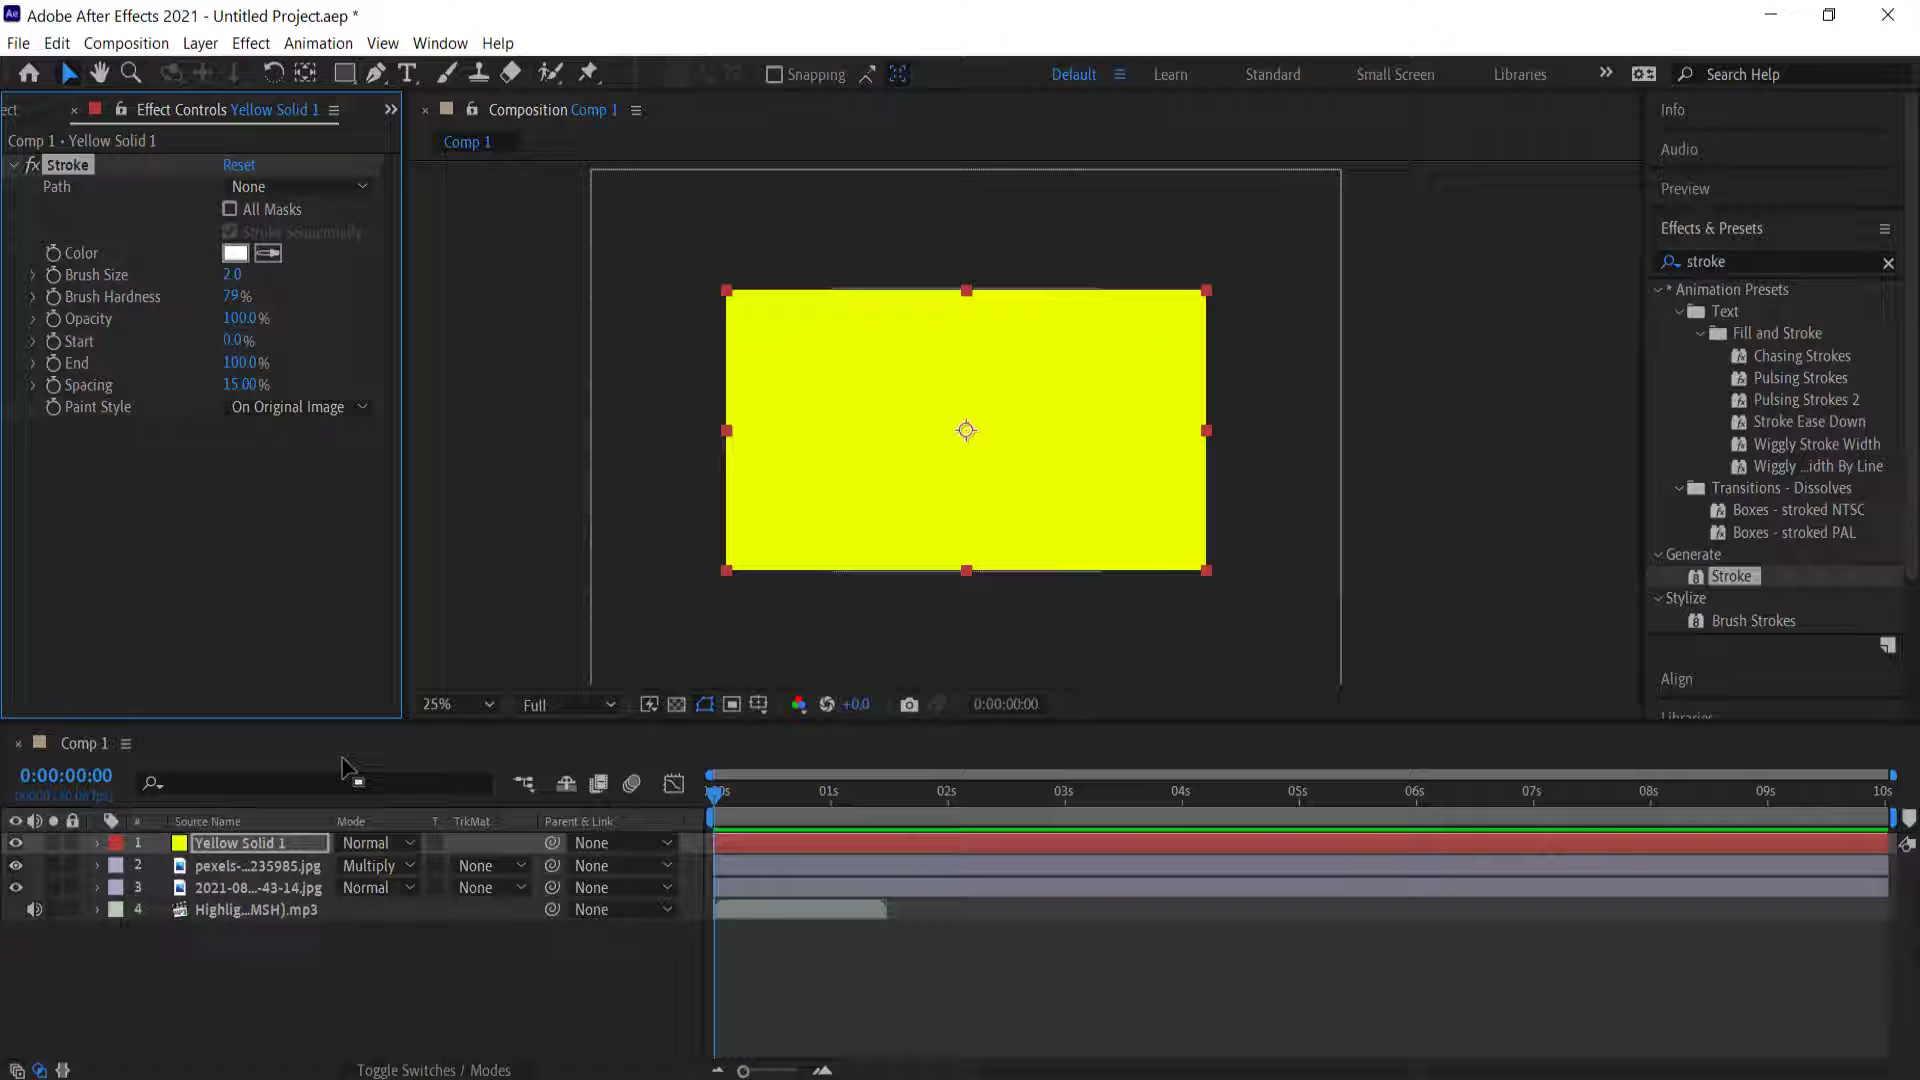 Adobe After Effects 2021 - Untitled Project.aep *
File Edit Composition Layer Effect Animation View Window Help
Snapping Default Learn Standard Small Screen Libraries Search Help
Effect Controls Yellow Solid 1
Composition Comp 1
Info
Comp 1 • Yellow Solid 1
Comp 1
Audio
Stroke Reset
Path None
Preview
All Masks
Stroke Sequentially
Effects & Presets
Color
stroke
Brush Size 2.0
Brush Hardness 79%
Opacity 100.0%
Start 0.0%
End 100.0%
Spacing 15.00%
Paint Style On Original Image
* Animation Presets
Text
Fill and Stroke
Chasing Strokes
Pulsing Strokes
Pulsing Strokes 2
Stroke Ease Down
Wiggly Stroke Width
Wiggly ...idth By Line
Transitions - Dissolves
Boxes - stroked NTSC
Boxes - stroked PAL
Generate
Stroke
Stylize
Brush Strokes
Align
Libraries
25% Full +0.0 0:00:00:00
Comp 1
0:00:00:00
01s 02s 03s 04s 05s 06s 07s 08s 09s 10s
# Source Name Mode T TrkMat Parent & Link
1 Yellow Solid 1 Normal None
2 pexels-...235985.jpg Multiply None None
3 2021-08...-43-14.jpg Normal None None
4 Highlig...MSH).mp3 None
Toggle Switches / Modes